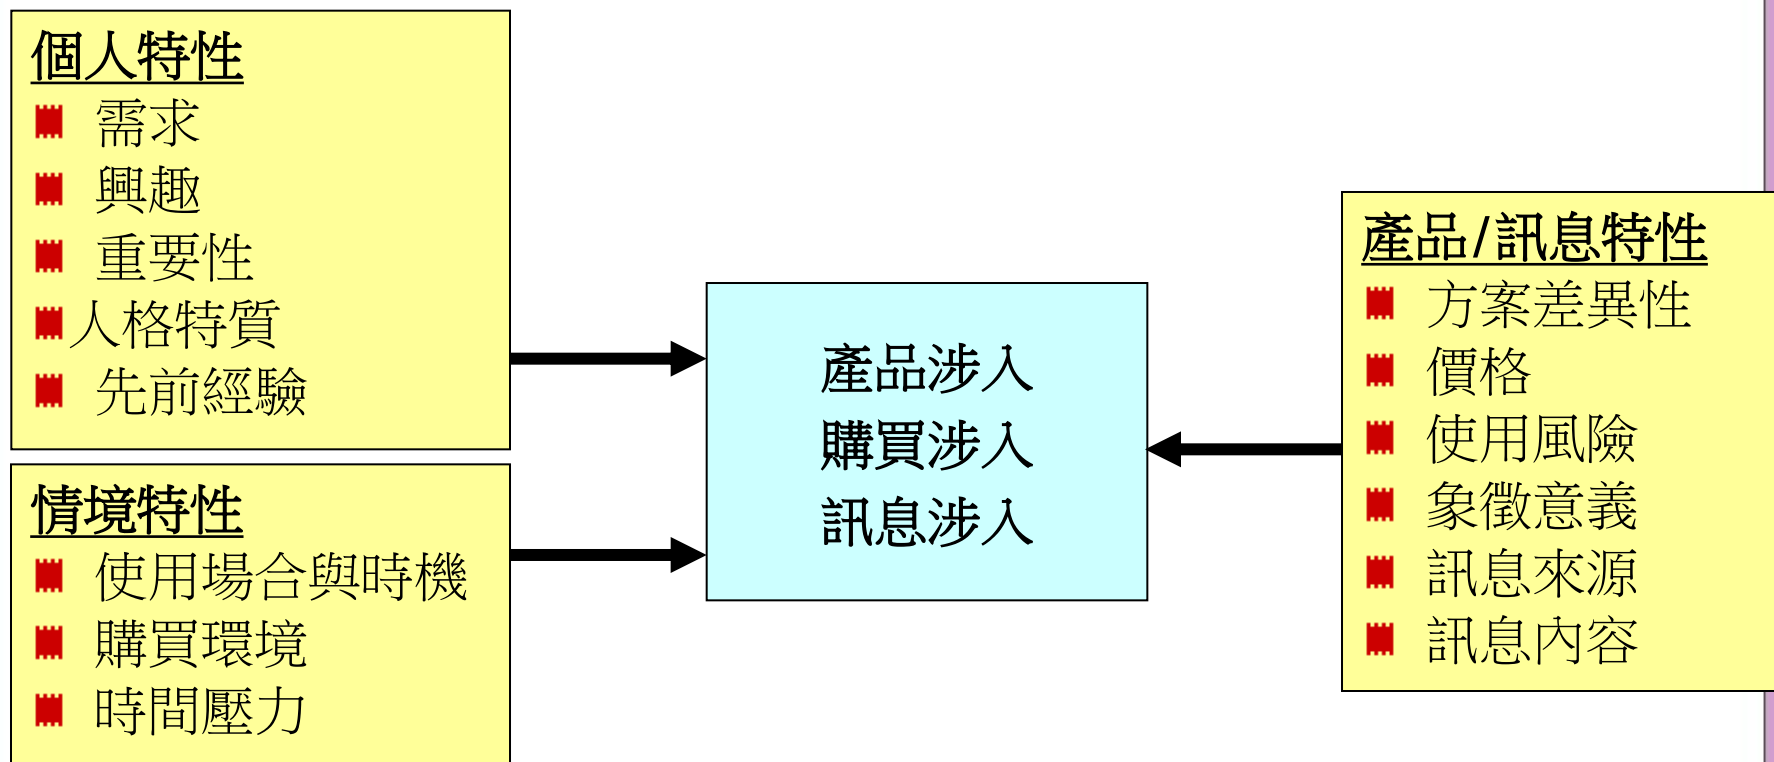 個人特性
需求
興趣
重要性
人格特質
先前經驗
情境特性
使用場合與時機
購買環境
時間壓力
產品涉入
購買涉入
訊息涉入
產品/訊息特性
方案差異性
價格
使用風險
象徵意義
訊息來源
訊息內容